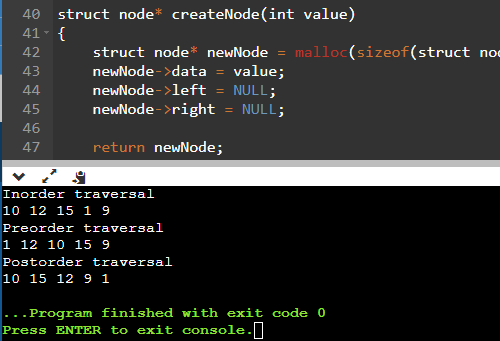 40 struct node* createNode(int value)
41 {
42 struct node* newNode = malloc(sizeof(struct
43 newNode->data = value;
44 newNode->left = NULL;
45 newNode->right = NULL;
46
47 return newNode;
Inorder traversal
10 12 15 1 9
Preorder traversal
1 12 10 15 9
Postorder traversal
10 15 12 9 1
...Program finished with exit code 0
Press ENTER to exit console.